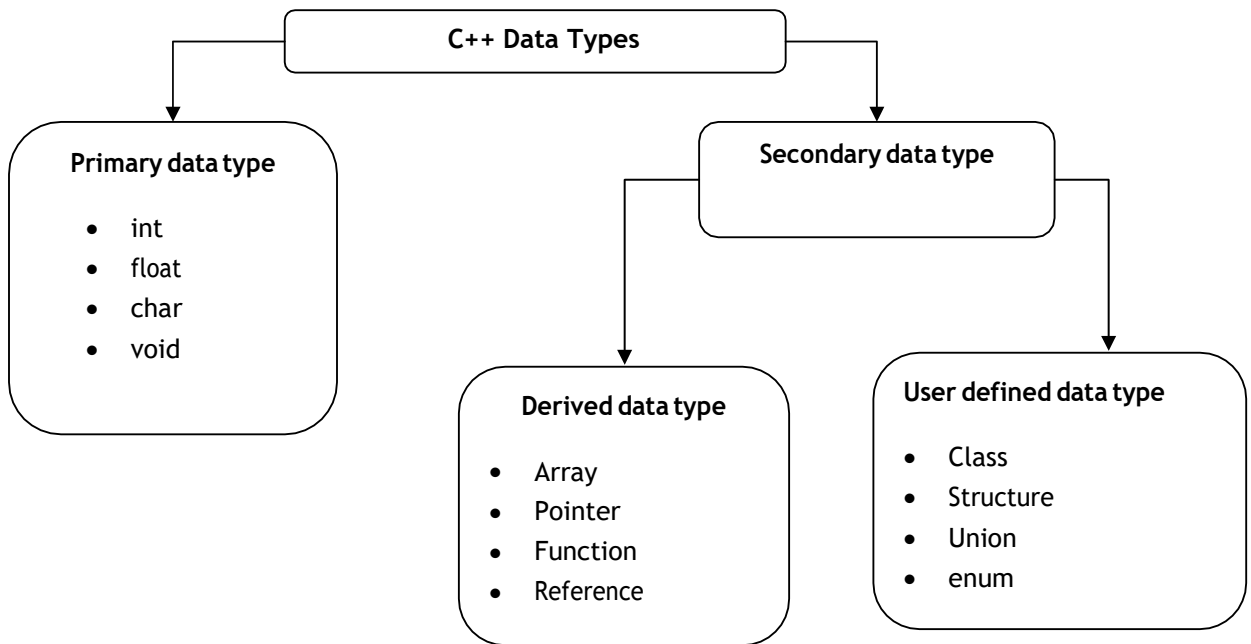 C++ Data Types
Primary data type
• int
• float
• char
• void
Secondary data type
Derived data type
• Array
• Pointer
• Function
• Reference
User defined data type
• Class
• Structure
• Union
• enum